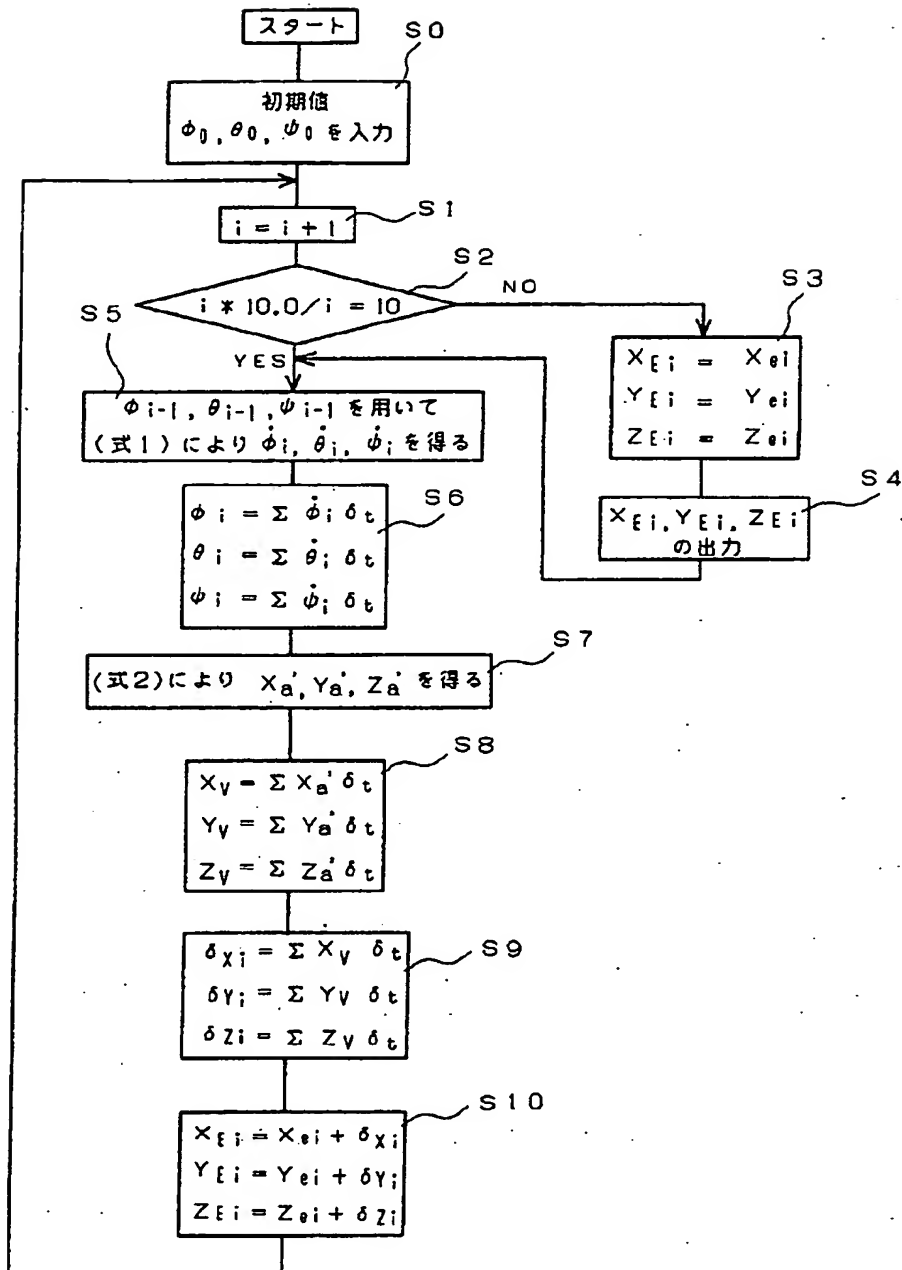 スタート
S0
初期値
φ0, θ0, ψ0 を入力
S1
i = i + 1
S2
i * 10.0/i = 10
NO
YES
S3
XEi = Xei
YEi = Yei
ZEi = Zei
S4
XEi, YEi, ZEi
の出力
S5
φi-1, θi-1, ψi-1 を用いて
(式1)により φ̇i, θ̇i, ψ̇i を得る
S6
φi = Σ φ̇i δt
θi = Σ θ̇i δt
ψi = Σ ψ̇i δt
S7
(式2)により Xa', Ya', Za' を得る
S8
XV = Σ Xa' δt
YV = Σ Ya' δt
ZV = Σ Za' δt
S9
δXi = Σ XV δt
δYi = Σ YV δt
δZi = Σ ZV δt
S10
XEi = Xei + δXi
YEi = Yei + δYi
ZEi = Zei + δZi